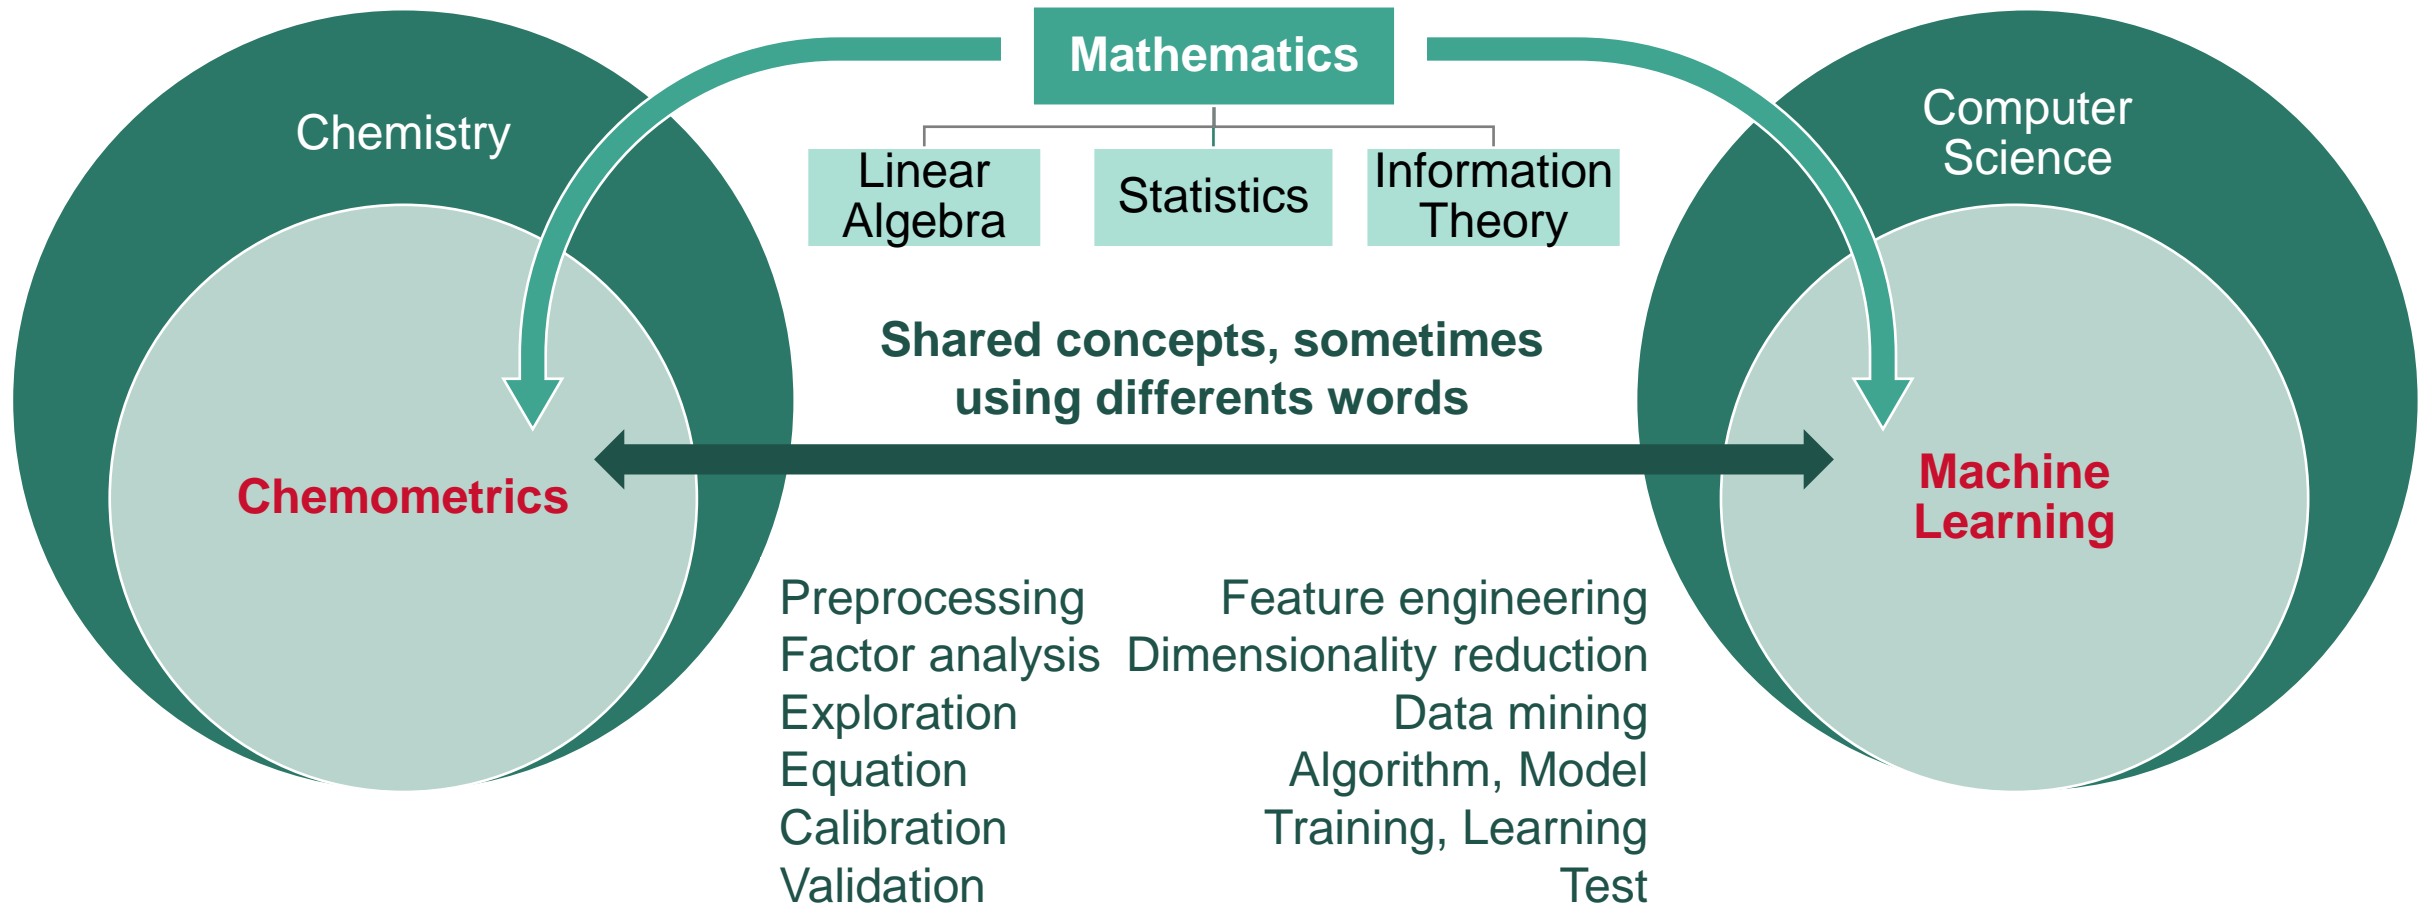 Mathematics
Chemistry
Computer
Science
Linear
Algebra
Statistics
Information
Theory
Shared concepts, sometimes
using differents words
Chemometrics
Machine
Learning
Preprocessing Feature engineering
Factor analysis Dimensionality reduction
Exploration Data mining
Equation Algorithm, Model
Calibration Training, Learning
Validation Test